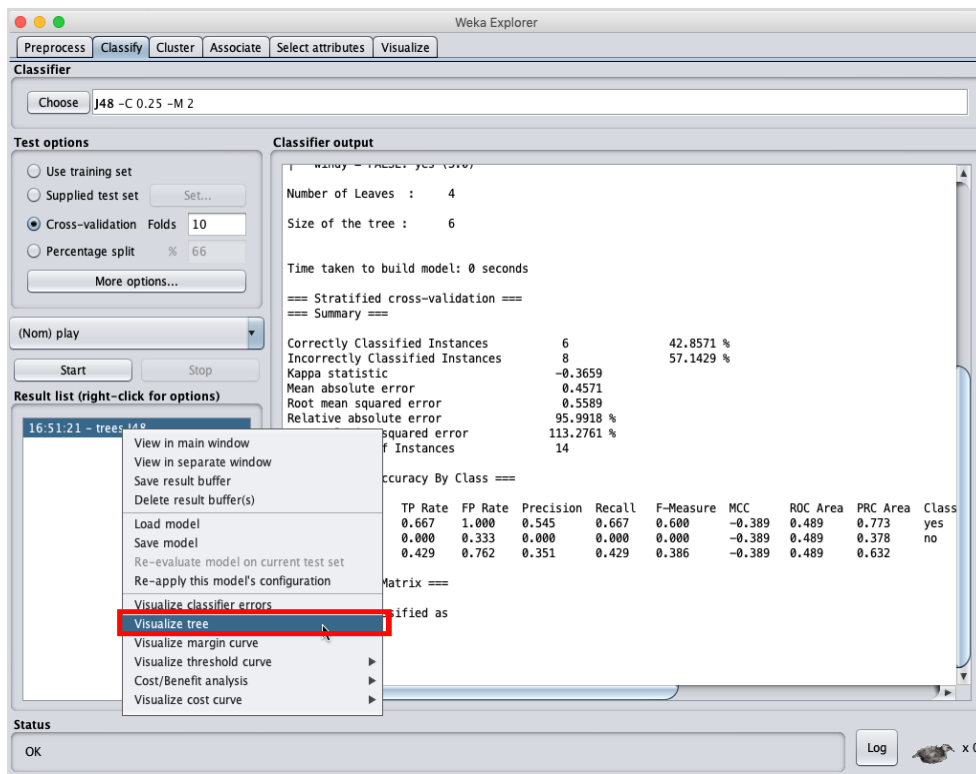 Weka Explorer
Preprocess Classify Cluster Associate Select attributes Visualize
Classifier
Choose J48 -C 0.25 -M 2
Test options
Use training set
Supplied test set Set...
Cross-validation Folds 10
Percentage split % 66
More options...
(Nom) play
Start Stop
Result list (right-click for options)
16:51:21 - trees.J48
View in main window
View in separate window
Save result buffer
Delete result buffer(s)
Load model
Save model
Re-evaluate model on current test set
Re-apply this model's configuration
Visualize classifier errors
Visualize tree
Visualize margin curve
Visualize threshold curve
Cost/Benefit analysis
Visualize cost curve
Classifier output
Number of Leaves : 4
Size of the tree : 6
Time taken to build model: 0 seconds
=== Stratified cross-validation ===
=== Summary ===
Correctly Classified Instances 6 42.8571 %
Incorrectly Classified Instances 8 57.1429 %
Kappa statistic -0.3659
Mean absolute error 0.4571
Root mean squared error 0.5589
Relative absolute error 95.9918 %
squared error 113.2761 %
f Instances 14
ccuracy By Class ===
TP Rate FP Rate Precision Recall F-Measure MCC ROC Area PRC Area Class
0.667 1.000 0.545 0.667 0.600 -0.389 0.489 0.773 yes
0.000 0.333 0.000 0.000 0.000 -0.389 0.489 0.378 no
0.429 0.762 0.351 0.429 0.386 -0.389 0.489 0.632
Matrix ===
sified as
Status
OK
Log
x 0